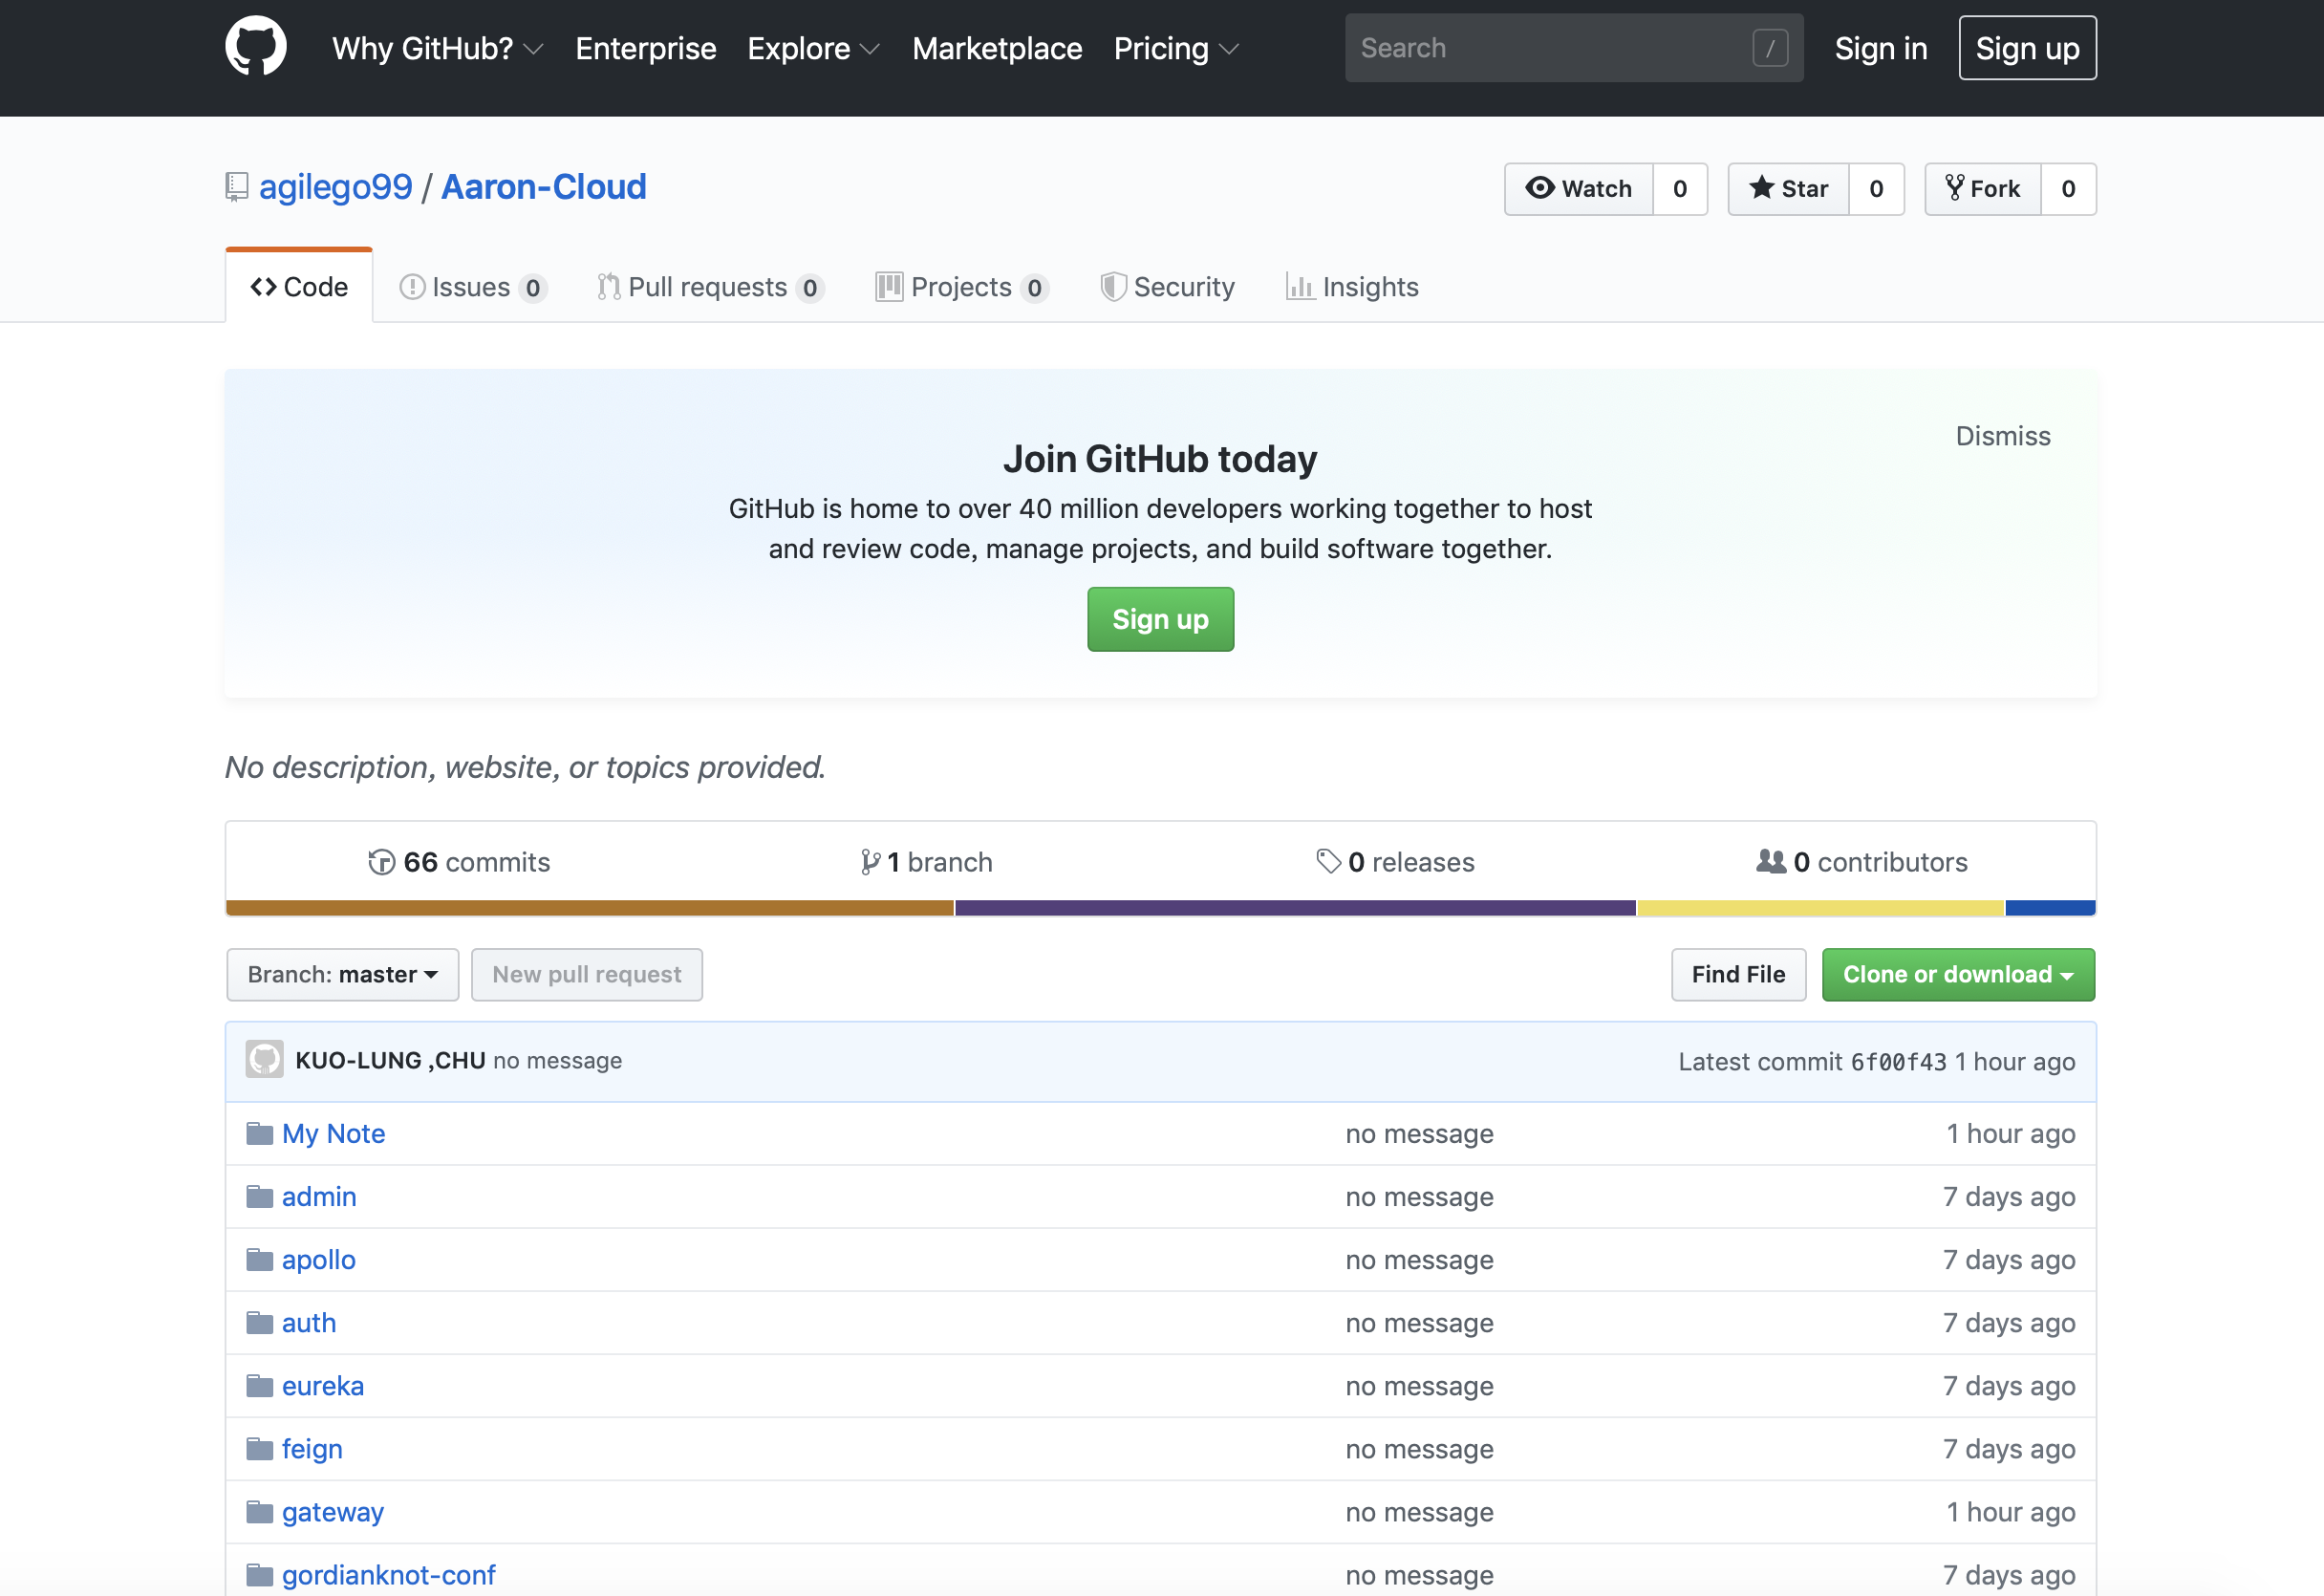 Why GitHub? Enterprise Explore Marketplace Pricing Search / Sign in Sign up
agilego99 / Aaron-Cloud Watch 0 Star 0 Fork 0
Code Issues 0 Pull requests 0 Projects 0 Security Insights
Dismiss
Join GitHub today
GitHub is home to over 40 million developers working together to host
and review code, manage projects, and build software together.
Sign up
No description, website, or topics provided.
66 commits 1 branch 0 releases 0 contributors
Branch: master New pull request Find File Clone or download
KUO-LUNG ,CHU no message Latest commit 6f00f43 1 hour ago
My Note no message 1 hour ago
admin no message 7 days ago
apollo no message 7 days ago
auth no message 7 days ago
eureka no message 7 days ago
feign no message 7 days ago
gateway no message 1 hour ago
gordianknot-conf no message 7 days ago